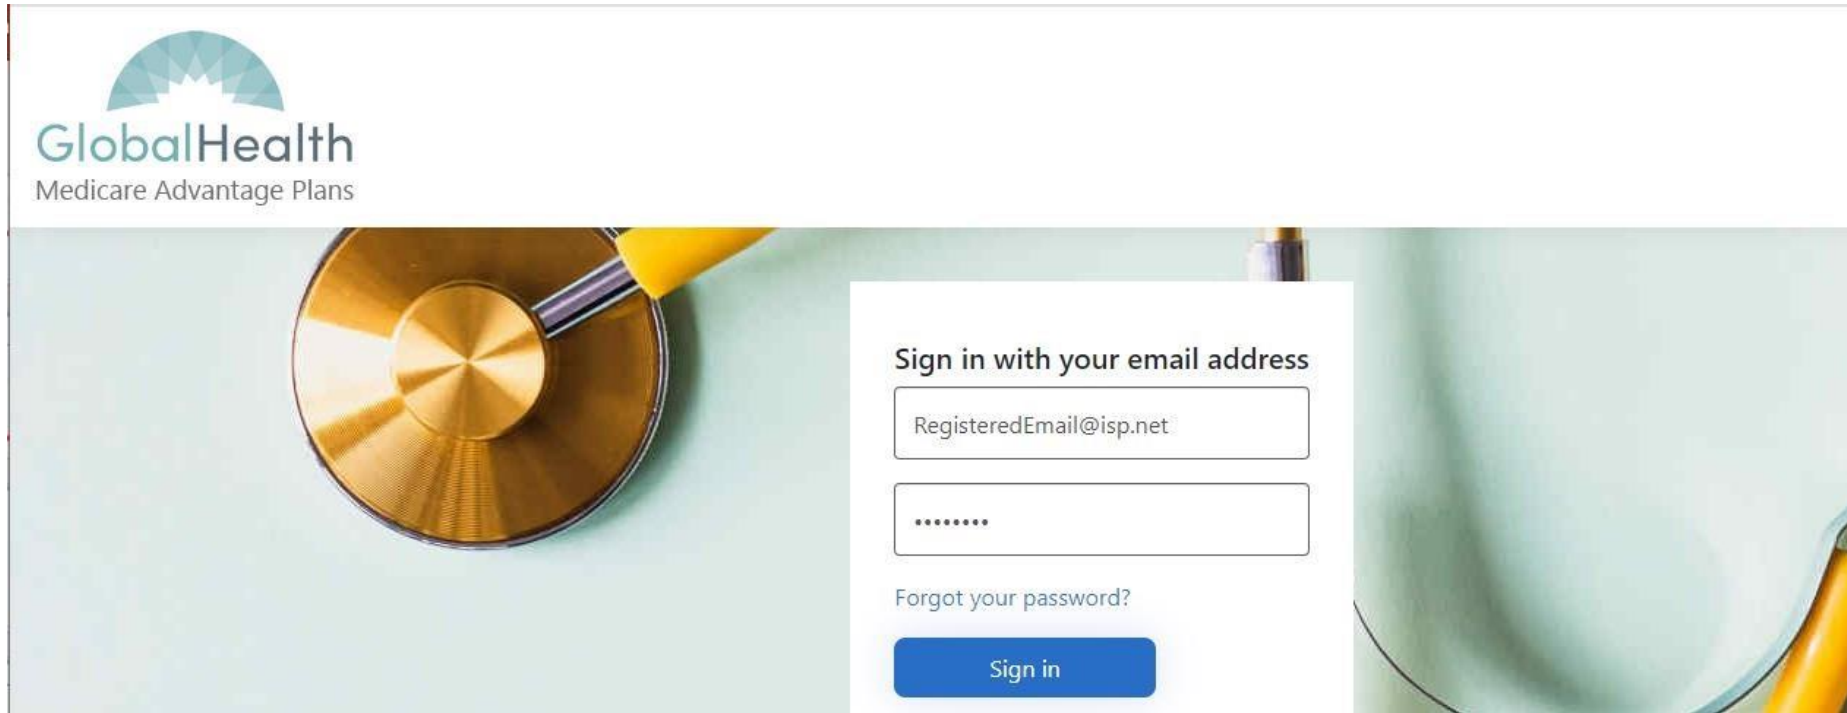 GlobalHealth
Medicare Advantage Plans
Sign in with your email address
RegisteredEmail@isp.net
••••••••
Forgot your password?
Sign in